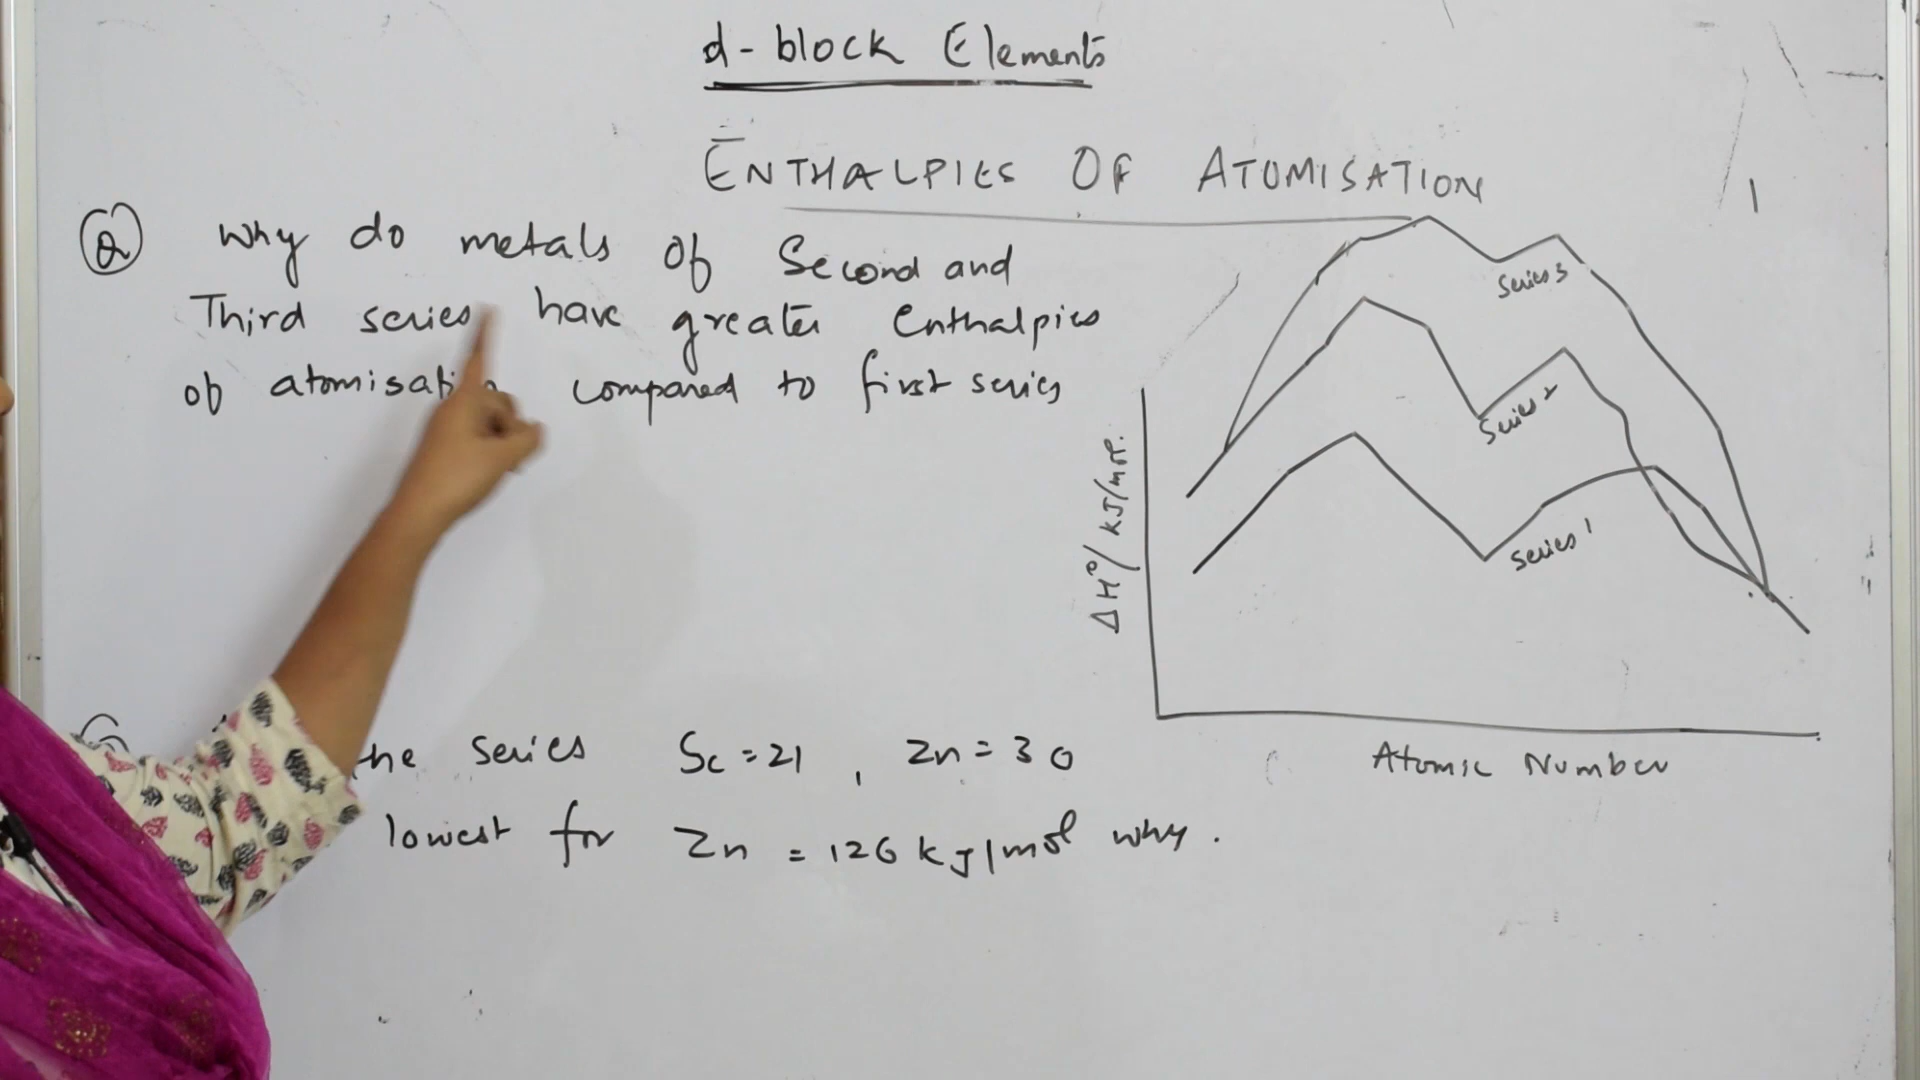 d-block Elements
ENTHALPIES OF ATOMISATION
Q Why do metals of Second and
Third series have greater Enthalpies
of atomisation compared to first series
Series 3
Series 2
Series 1
ΔH°/ kJ/mol.
Atomic Number
the series Sc = 21, Zn = 30
lowest for Zn = 126 kJ/mol why.